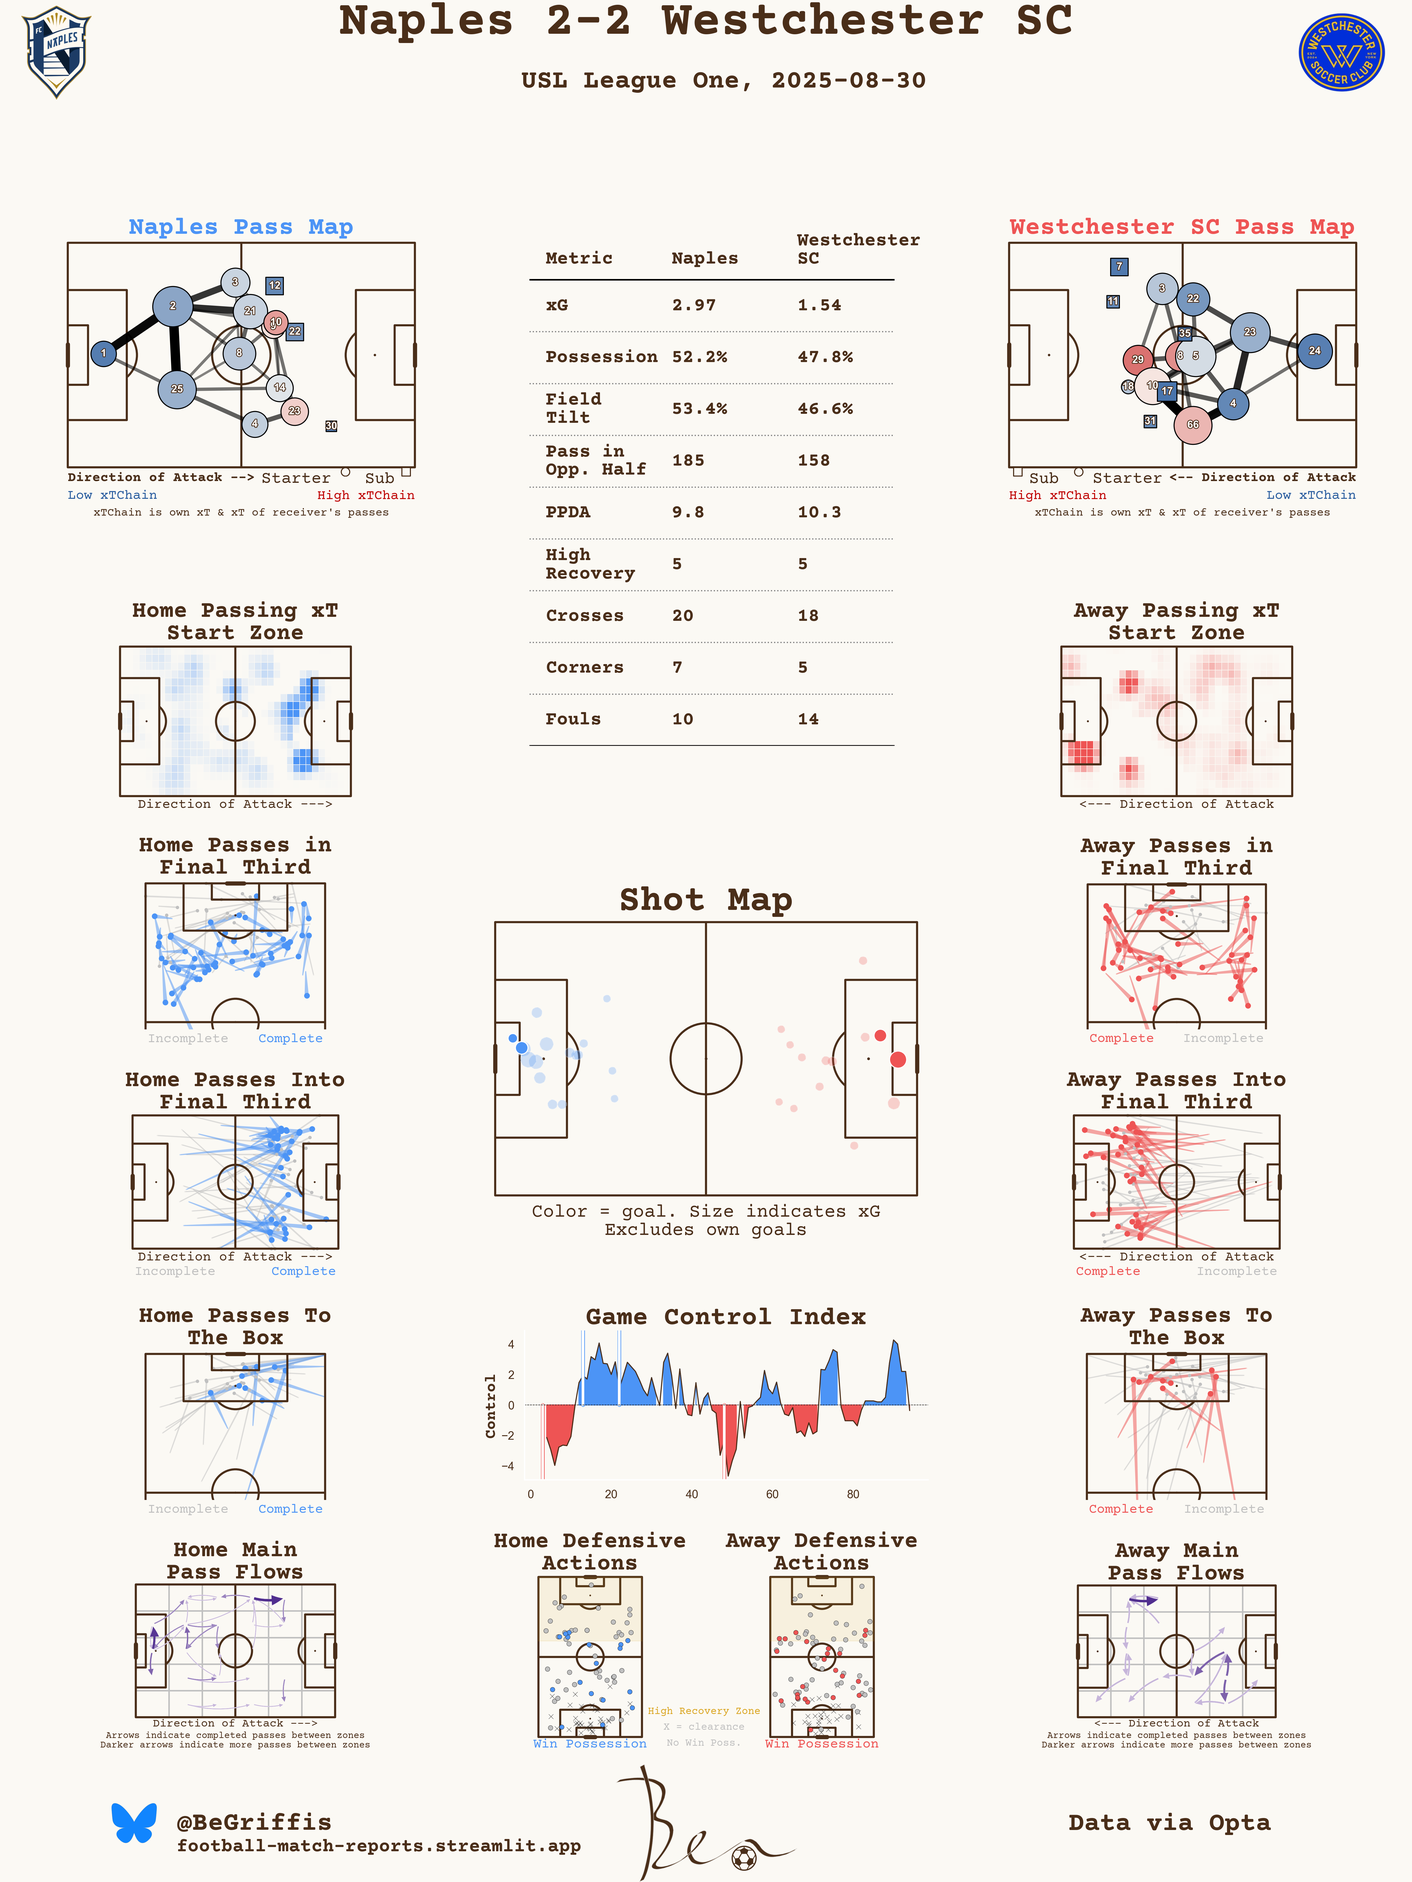 Naples 2-2 Westchester SC
USL League One, 2025-08-30
FC
NAPLES
WESTCHESTER
SOCCER CLUB
Naples Pass Map
3
12
2
21
10
22
1
8
25
14
23
4
30
Direction of Attack --> Starter Sub
Low xTChain High xTChain
xTChain is own xT & xT of receiver's passes
Metric Naples Westchester SC
xG 2.97 1.54
Possession 52.2% 47.8%
Field Tilt 53.4% 46.6%
Pass in Opp. Half 185 158
PPDA 9.8 10.3
High Recovery 5 5
Crosses 20 18
Corners 7 5
Fouls 10 14
Westchester SC Pass Map
7
3
11
22
35
23
24
29
8
5
18
10
17
4
31
66
Sub Starter <-- Direction of Attack
High xTChain Low xTChain
xTChain is own xT & xT of receiver's passes
Home Passing xT
Start Zone
Direction of Attack --->
Away Passing xT
Start Zone
<--- Direction of Attack
Home Passes in
Final Third
Incomplete Complete
Away Passes in
Final Third
Complete Incomplete
Shot Map
Color = goal. Size indicates xG
Excludes own goals
Home Passes Into
Final Third
Direction of Attack --->
Incomplete Complete
Away Passes Into
Final Third
<--- Direction of Attack
Complete Incomplete
Home Passes To
The Box
Incomplete Complete
Game Control Index
Control
4
2
0
−2
−4
0 20 40 60 80
Away Passes To
The Box
Complete Incomplete
Home Main
Pass Flows
Direction of Attack --->
Arrows indicate completed passes between zones
Darker arrows indicate more passes between zones
Home Defensive
Actions
Win Possession
Away Defensive
Actions
Win Possession
High Recovery Zone
X = clearance
No Win Poss.
Away Main
Pass Flows
<--- Direction of Attack
Arrows indicate completed passes between zones
Darker arrows indicate more passes between zones
@BeGriffis
football-match-reports.streamlit.app
Ben
Data via Opta